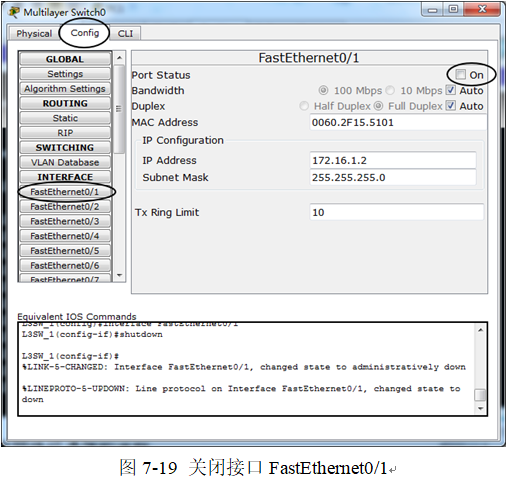 Multilayer Switch0
Physical Config CLI
GLOBAL
Settings
Algorithm Settings
ROUTING
Static
RIP
SWITCHING
VLAN Database
INTERFACE
FastEthernet0/1
FastEthernet0/2
FastEthernet0/3
FastEthernet0/4
FastEthernet0/5
FastEthernet0/6
FastEthernet0/7
FastEthernet0/1
Port Status On
Bandwidth 100 Mbps 10 Mbps Auto
Duplex Half Duplex Full Duplex Auto
MAC Address 0060.2F15.5101
IP Configuration
IP Address 172.16.1.2
Subnet Mask 255.255.255.0
Tx Ring Limit 10
Equivalent IOS Commands
L3SW_1(config)#interface FastEthernet0/1
L3SW_1(config-if)#shutdown
L3SW_1(config-if)#
%LINK-5-CHANGED: Interface FastEthernet0/1, changed state to administratively down
%LINEPROTO-5-UPDOWN: Line protocol on Interface FastEthernet0/1, changed state to
down
图 7-19 关闭接口 FastEthernet0/1